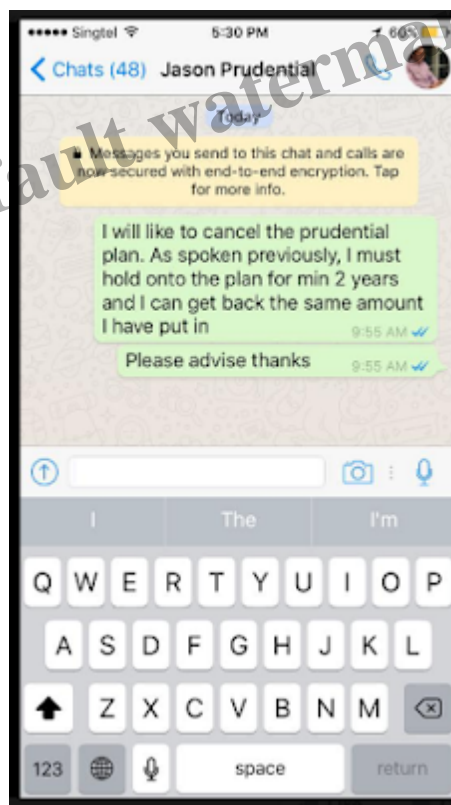 Singtel 5:30 PM 60%
Chats (48) Jason Prudential
Today
Messages you send to this chat and calls are
now secured with end-to-end encryption. Tap
for more info.
I will like to cancel the prudential
plan. As spoken previously, I must
hold onto the plan for min 2 years
and I can get back the same amount
I have put in
9:55 AM
Please advise thanks 9:55 AM
I The I'm
Q W E R T Y U I O P
A S D F G H J K L
Z X C V B N M
123 space return